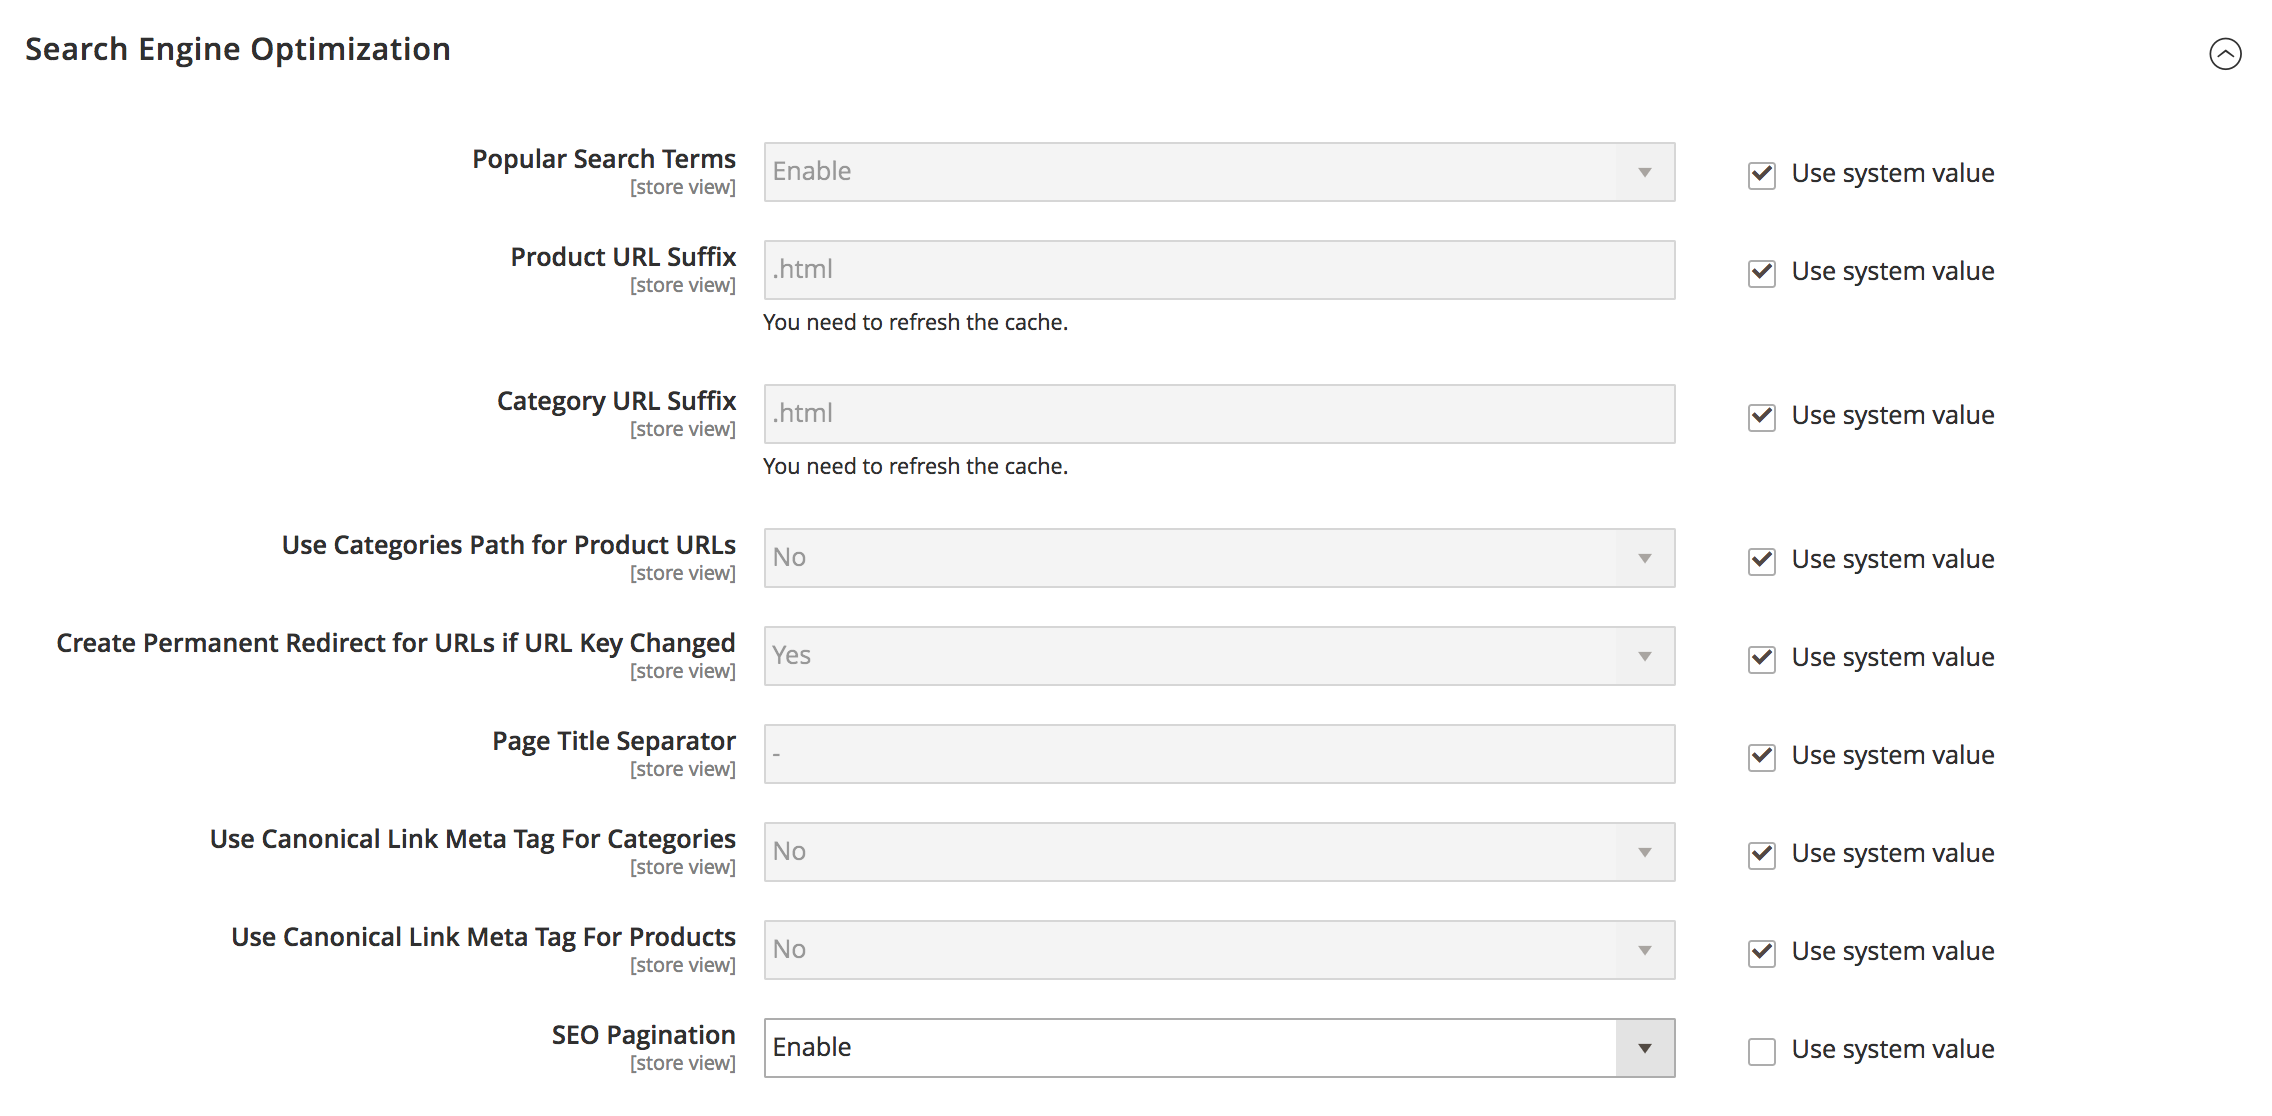 Search Engine Optimization
Popular Search Terms
[store view]
Enable
Use system value
Product URL Suffix
[store view]
.html
Use system value
You need to refresh the cache.
Category URL Suffix
[store view]
.html
Use system value
You need to refresh the cache.
Use Categories Path for Product URLs
[store view]
No
Use system value
Create Permanent Redirect for URLs if URL Key Changed
[store view]
Yes
Use system value
Page Title Separator
[store view]
-
Use system value
Use Canonical Link Meta Tag For Categories
[store view]
No
Use system value
Use Canonical Link Meta Tag For Products
[store view]
No
Use system value
SEO Pagination
[store view]
Enable
Use system value